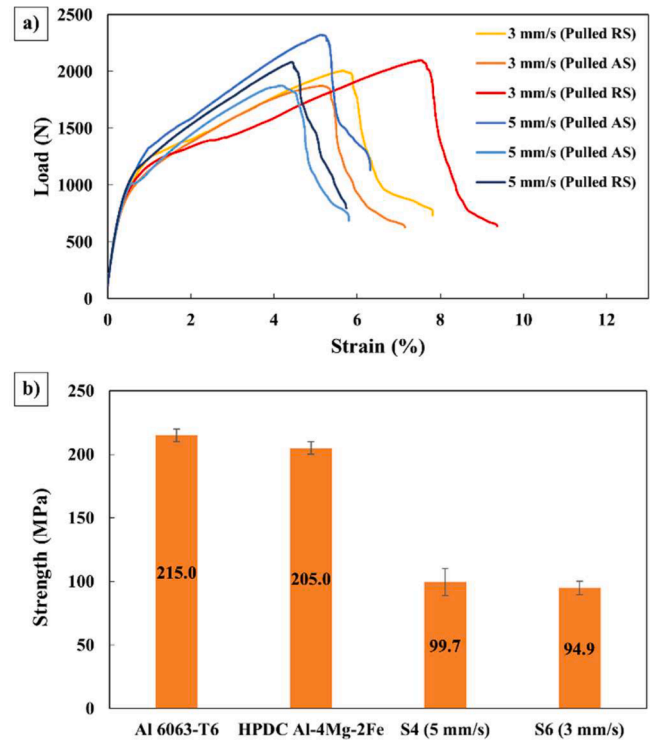 a)
2500
2000
1500
1000
500
0
Load (N)
3 mm/s (Pulled RS)
3 mm/s (Pulled AS)
3 mm/s (Pulled RS)
5 mm/s (Pulled AS)
5 mm/s (Pulled AS)
5 mm/s (Pulled RS)
0 2 4 6 8 10 12
Strain (%)
b)
250
200
150
100
50
0
Strength (MPa)
215.0 205.0 99.7 94.9
Al 6063-T6 HPDC Al-4Mg-2Fe S4 (5 mm/s) S6 (3 mm/s)